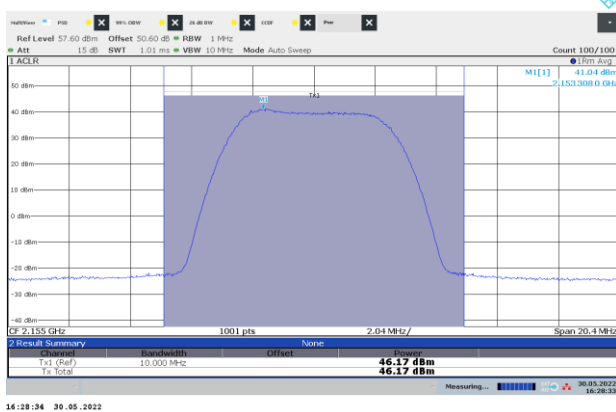 MultiView PSD X 99% OBW X 26 dB BW X CCDF X Pwr X
Ref Level 57.60 dBm Offset 50.60 dB RBW 1 MHz
Att 15 dB SWT 1.01 ms VBW 10 MHz Mode Auto Sweep Count 100/100
1 ACLR 1Rm Avg
M1[1] 41.04 dBm
2.153 308 0 GHz
50 dBm
Tx1
M1
40 dBm
30 dBm
20 dBm
10 dBm
0 dBm
-10 dBm
-20 dBm
-30 dBm
-40 dBm
CF 2.155 GHz 1001 pts 2.04 MHz/ Span 20.4 MHz
2 Result Summary None
Channel Bandwidth Offset Power
Tx1 (Ref) 10.000 MHz 46.17 dBm
Tx Total 46.17 dBm
Measuring... 30.05.2022
16:28:33
16:28:34 30.05.2022